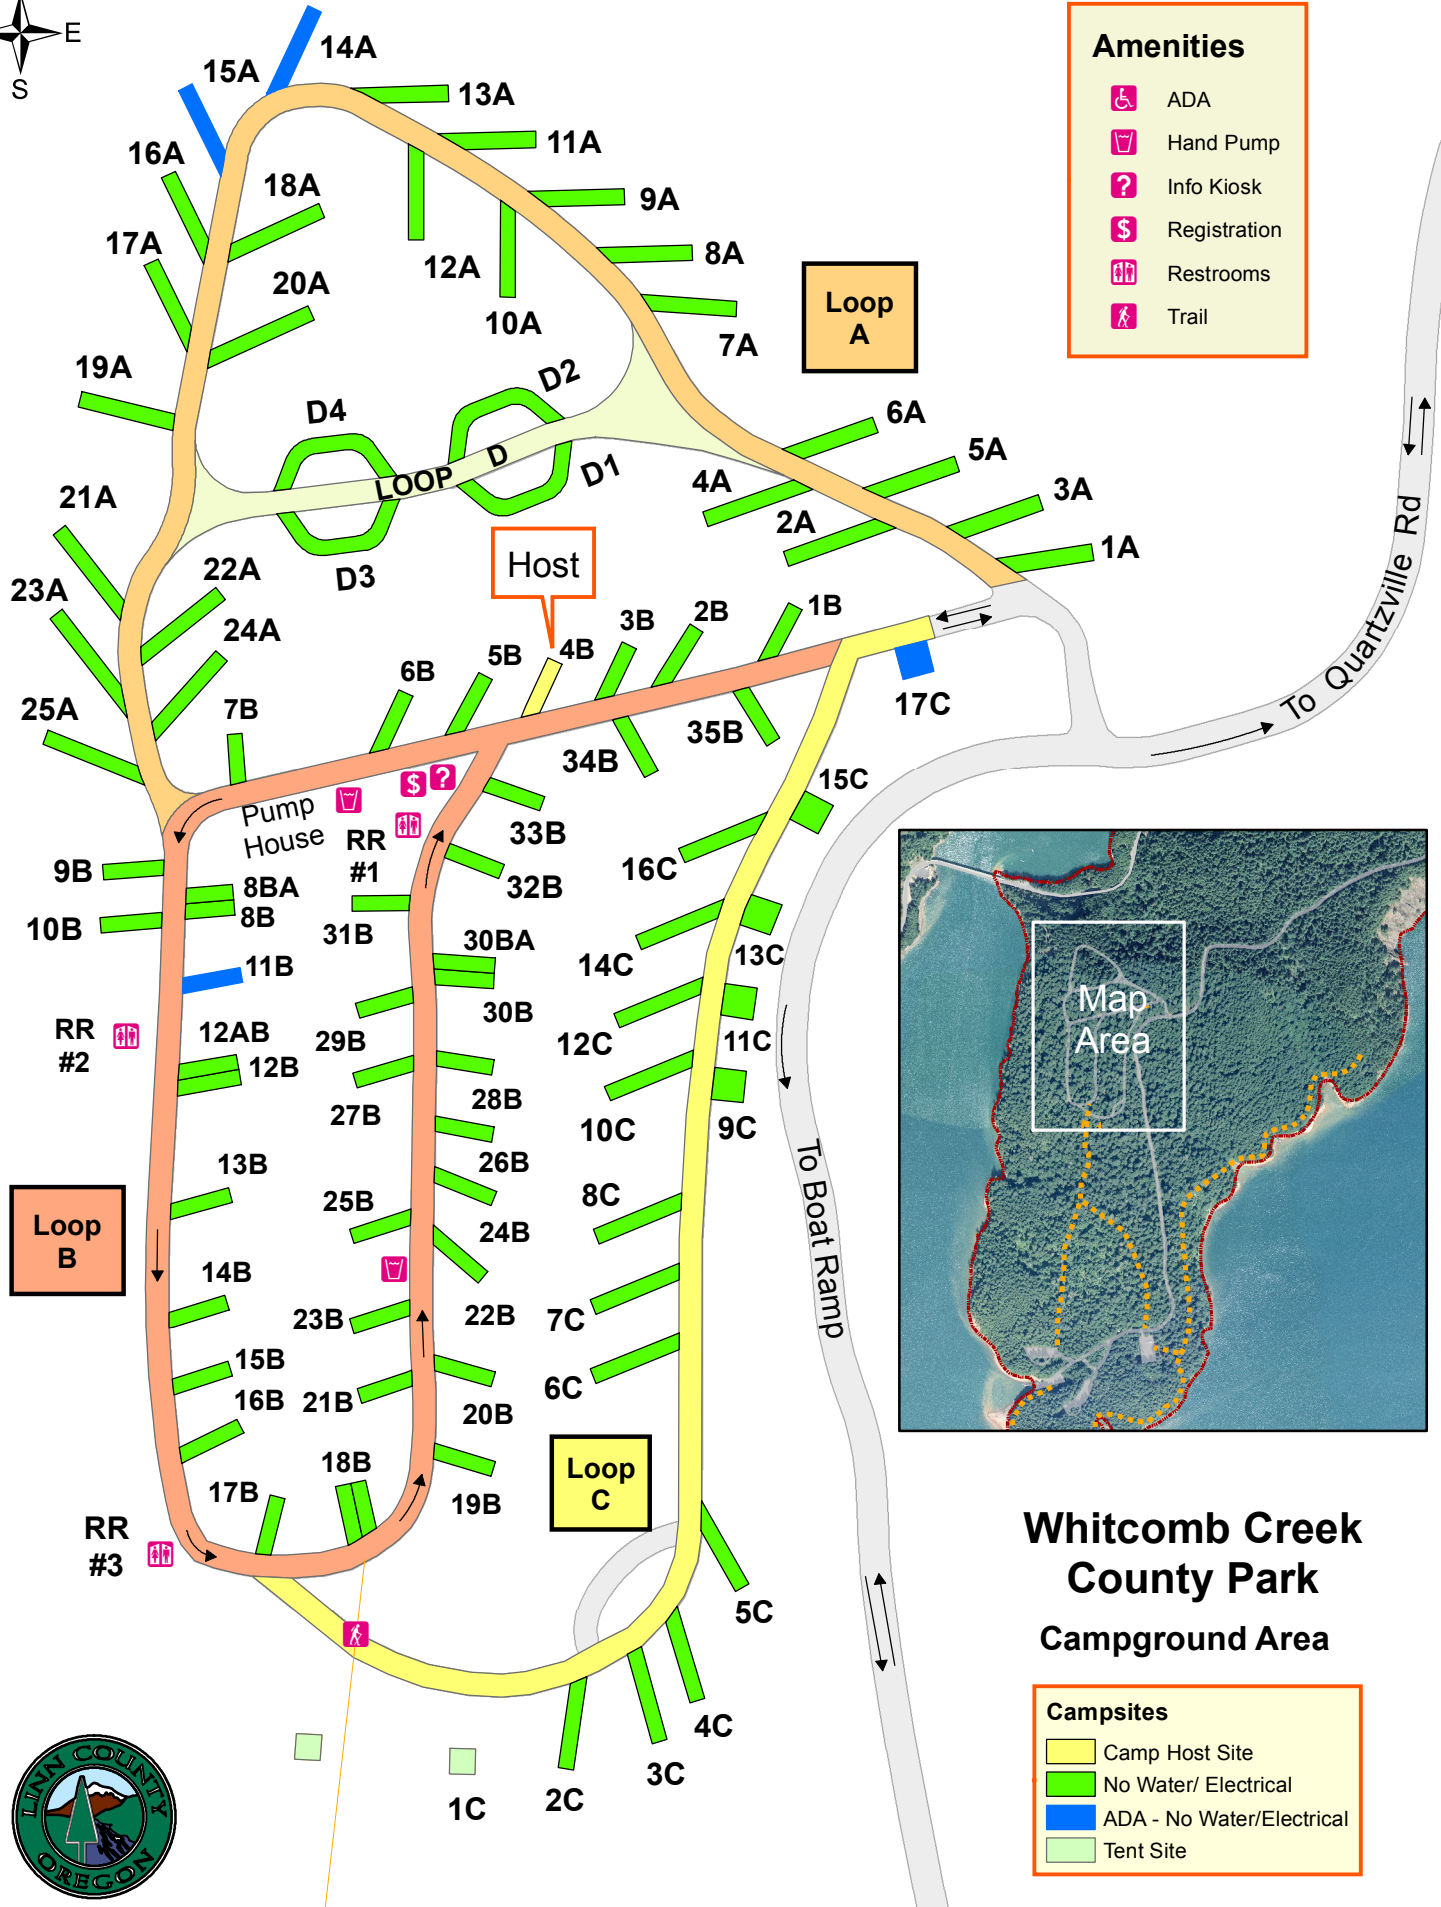 E
S
14A
15A
13A
11A
16A
18A
9A
17A
12A
8A
20A
10A
7A
19A
D2
D4
6A
LOOP D
5A
4A
D1
3A
21A
2A
1A
D3
22A
23A
24A
Host
1B
2B
3B
4B
5B
6B
25A
7B
17C
35B
34B
15C
Pump
House
RR
#1
33B
16C
9B
32B
8BA
8B
10B
31B
30BA
13C
14C
11B
30B
RR
#2
12AB
29B
12C
11C
12B
28B
27B
10C
9C
26B
13B
25B
8C
24B
Loop
B
14B
23B
22B
7C
15B
16B
21B
20B
6C
18B
17B
19B
Loop
C
RR
#3
5C
4C
3C
2C
1C
Loop
A
Amenities
ADA
Hand Pump
? Info Kiosk
$ Registration
Restrooms
Trail
$
?
To Quartzville Rd
To Boat Ramp
Map
Area
Whitcomb Creek
County Park
Campground Area
Campsites
Camp Host Site
No Water/ Electrical
ADA - No Water/Electrical
Tent Site
LINN COUNTY
OREGON